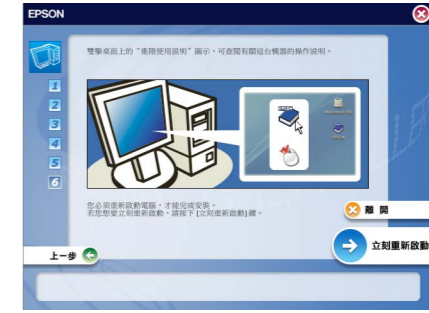 EPSON
雙擊桌面上的“進階使用說明”圖示，可查閱有關這台機器的操作說明。
1
2
3
4
5
6
EPSON
您必須重新啟動電腦，才能完成安裝。
若您想要立刻重新啟動，請按下 [立刻重新啟動] 鍵。
離開
立刻重新啟動
上一步